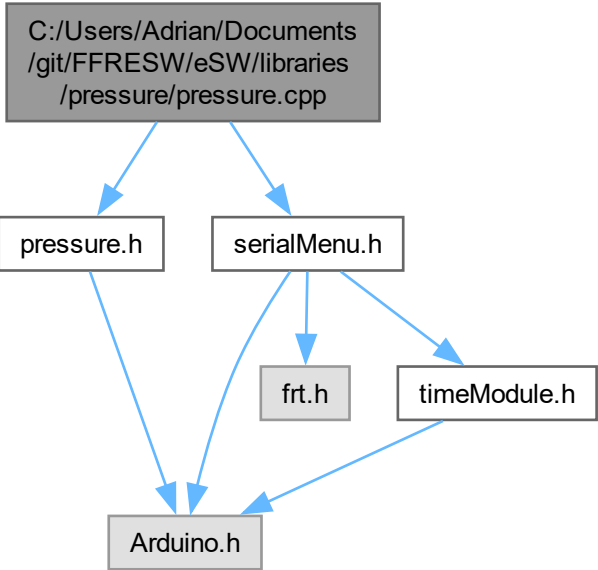 C:/Users/Adrian/Documents
/git/FFRESW/eSW/libraries
/pressure/pressure.cpp
pressure.h
serialMenu.h
frt.h
timeModule.h
Arduino.h